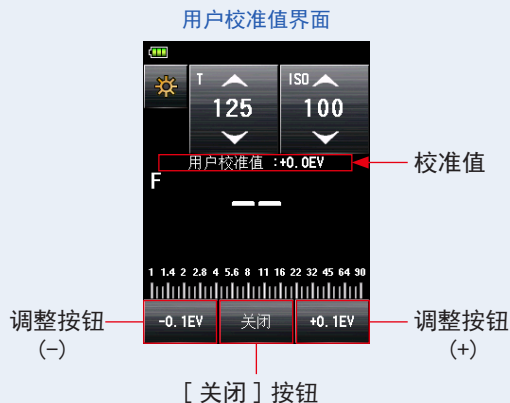 用户校准值界面
T
125
ISO
100
用户校准值 :+0.0EV
校准值
F
1 1.4 2 2.8 4 5.6 8 11 16 22 32 45 64 90
调整按钮
(−)
-0.1EV
关闭
+0.1EV
调整按钮
(+)
[ 关闭 ] 按钮